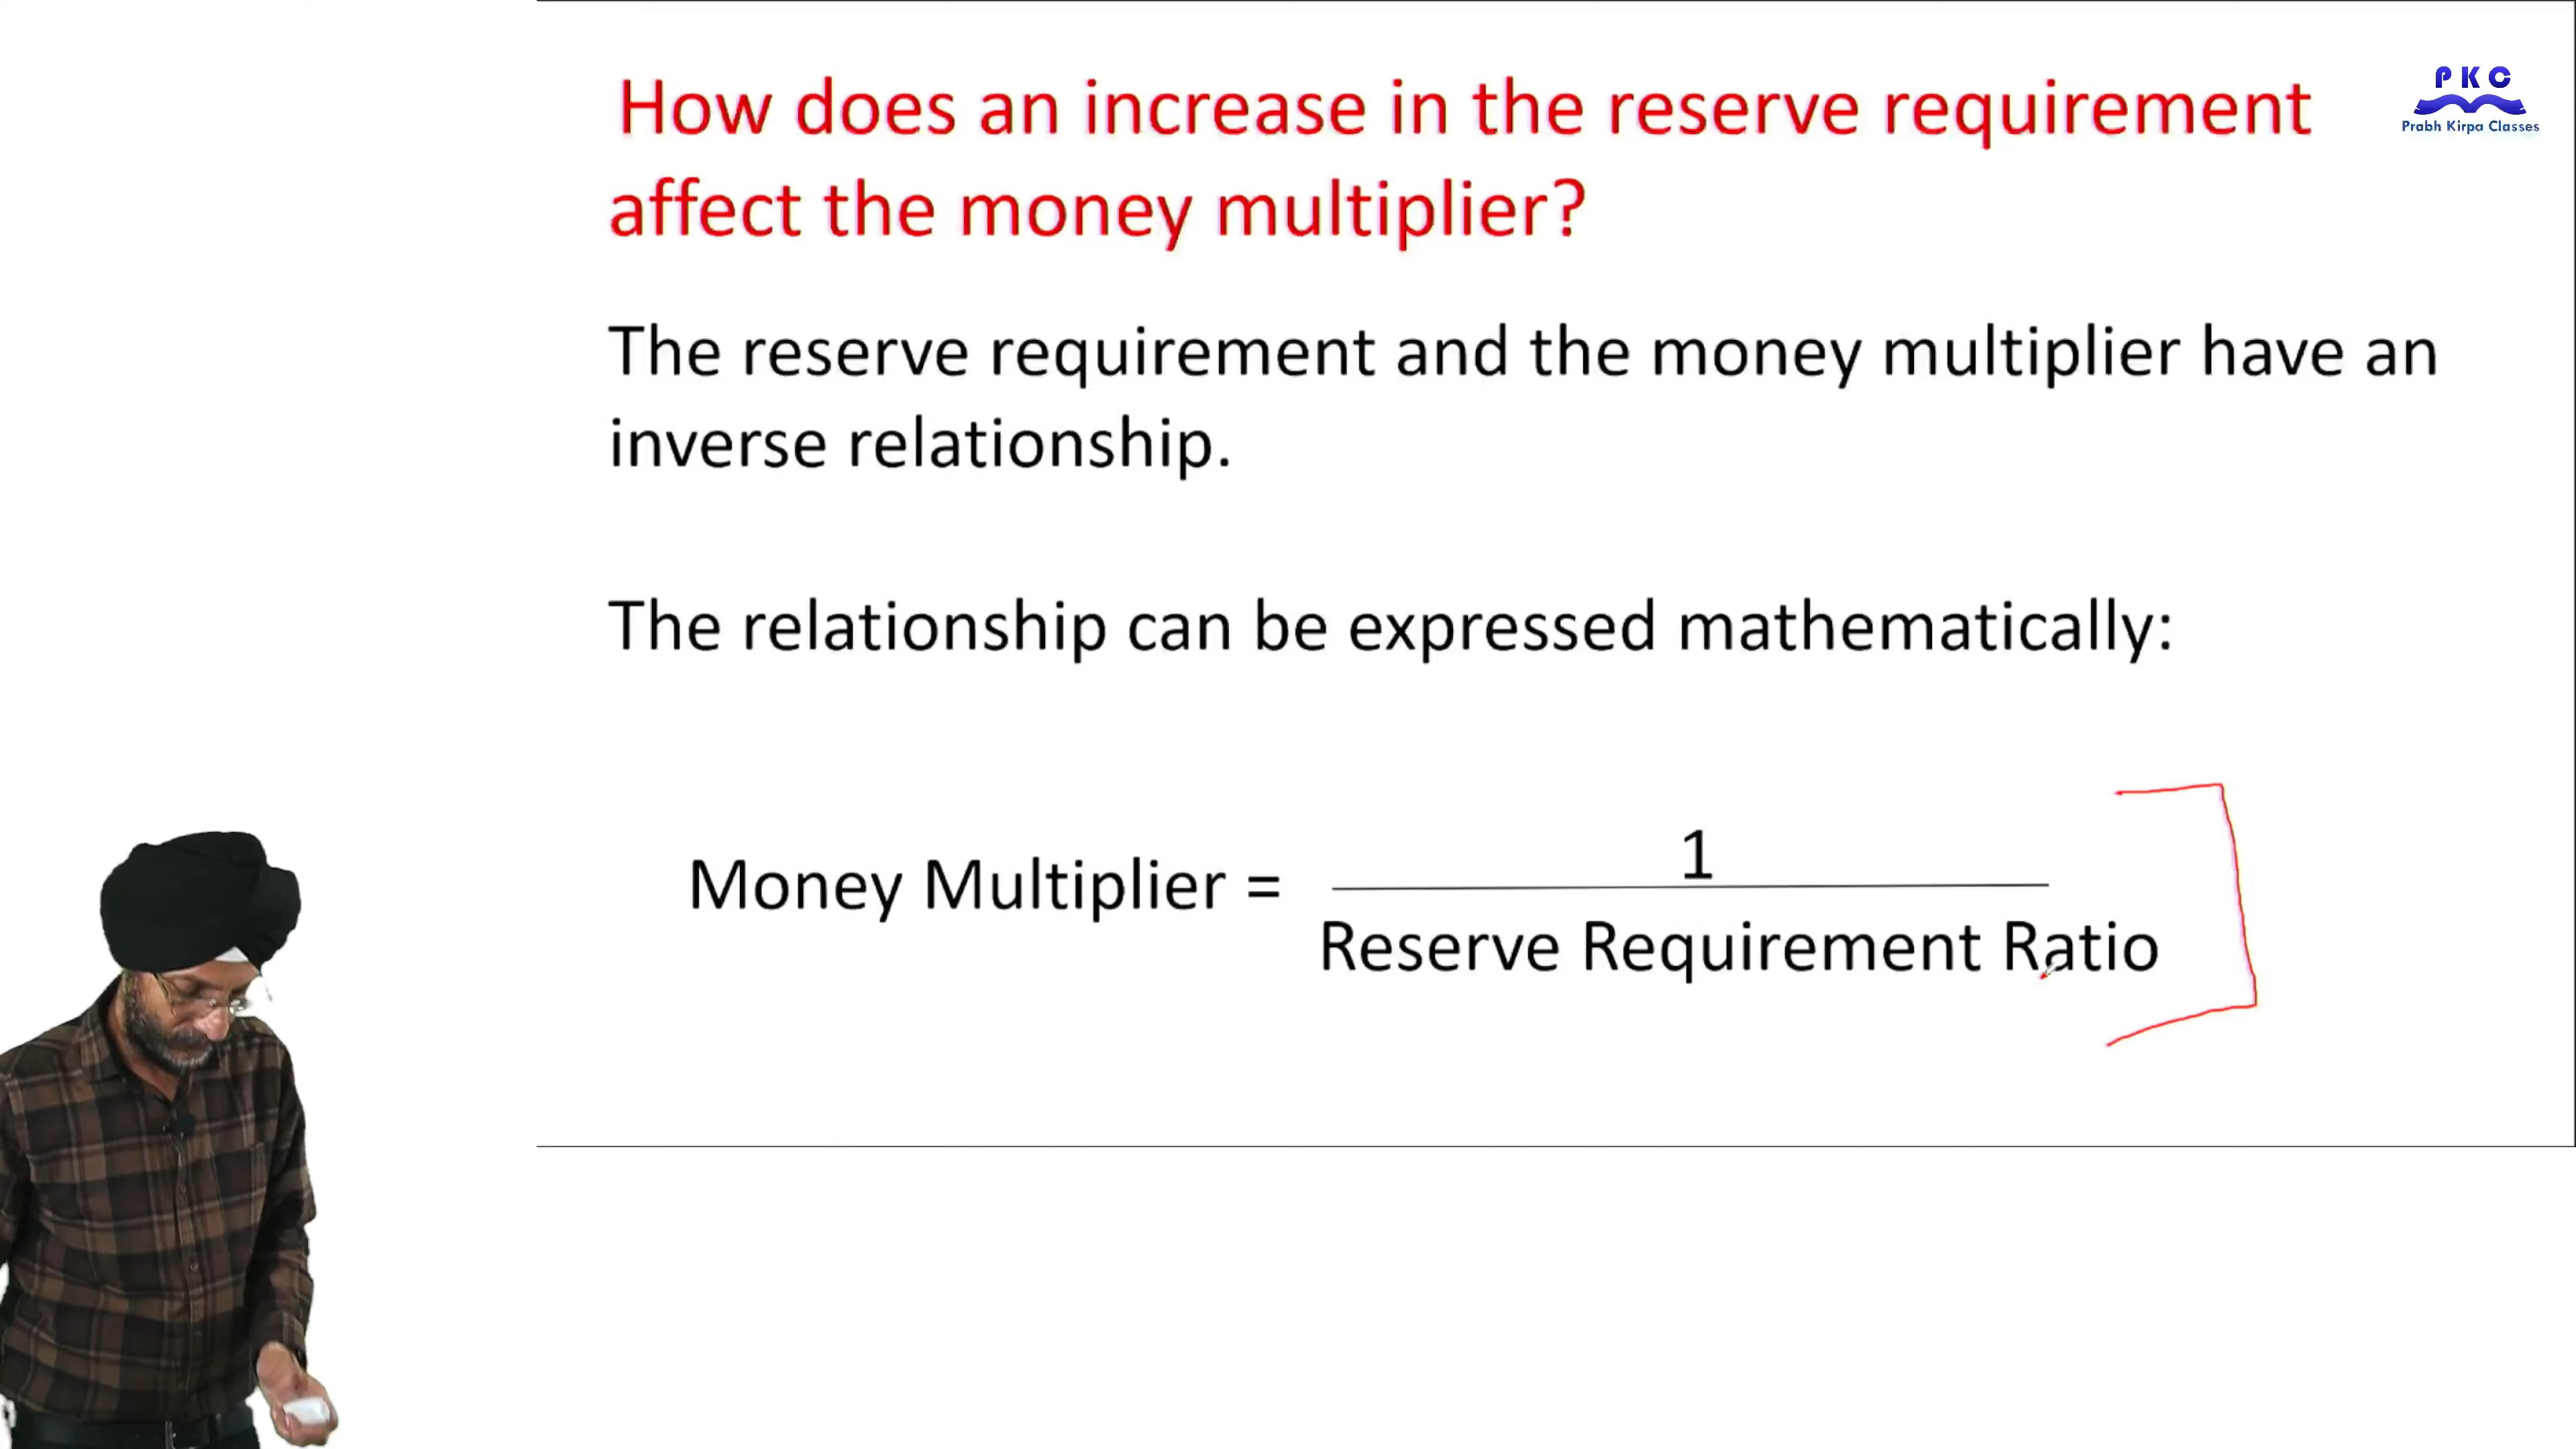 How does an increase in the reserve requirement
affect the money multiplier?
PKC
Prabh Kirpa Classes
The reserve requirement and the money multiplier have an
inverse relationship.
The relationship can be expressed mathematically:
1
Money Multiplier =
Reserve Requirement Ratio